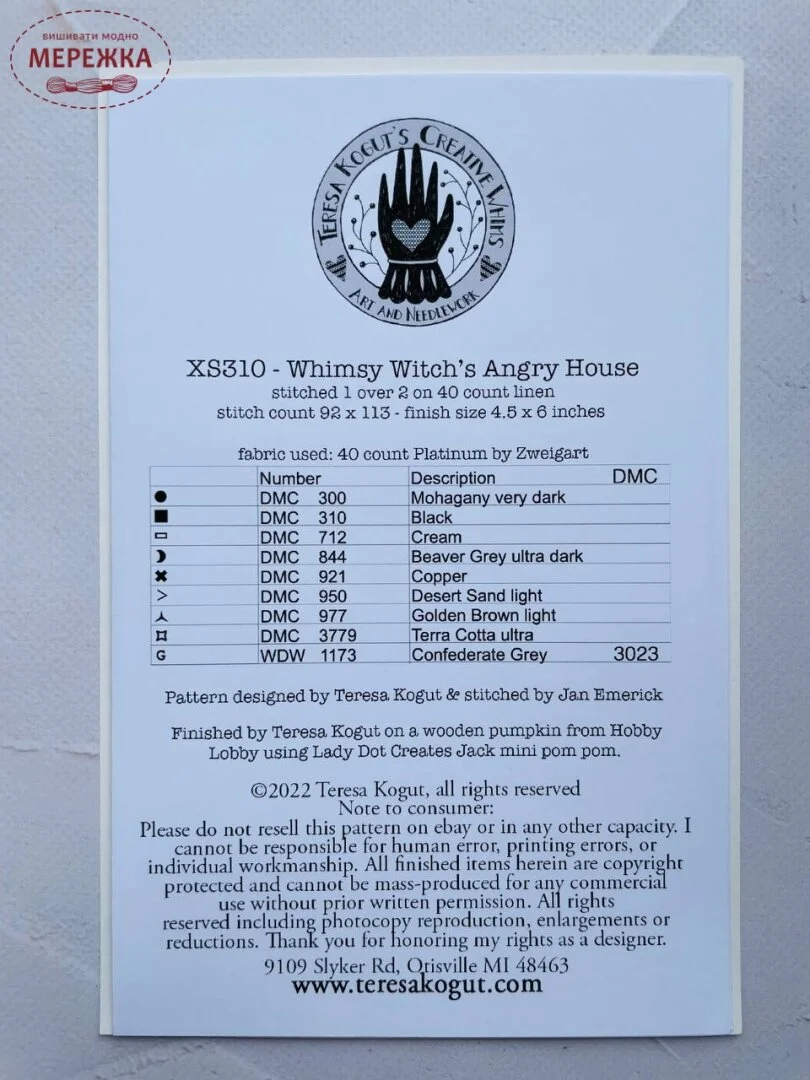 вишивати модно
МЕРЕЖКА
TERESA KOGUT'S CREATIVE WHIMS
ART AND NEEDLEWORK
XS310 - Whimsy Witch's Angry House
stitched 1 over 2 on 40 count linen
stitch count 92 x 113 - finish size 4.5 x 6 inches
fabric used: 40 count Platinum by Zweigart
Number Description DMC
DMC 300 Mohagany very dark
DMC 310 Black
DMC 712 Cream
DMC 844 Beaver Grey ultra dark
DMC 921 Copper
> DMC 950 Desert Sand light
DMC 977 Golden Brown light
DMC 3779 Terra Cotta ultra
G WDW 1173 Confederate Grey 3023
Pattern designed by Teresa Kogut & stitched by Jan Emerick
Finished by Teresa Kogut on a wooden pumpkin from Hobby
Lobby using Lady Dot Creates Jack mini pom pom.
©2022 Teresa Kogut, all rights reserved
Note to consumer:
Please do not resell this pattern on ebay or in any other capacity. I
cannot be responsible for human error, printing errors, or
individual workmanship. All finished items herein are copyright
protected and cannot be mass-produced for any commercial
use without prior written permission. All rights
reserved including photocopy reproduction, enlargements or
reductions. Thank you for honoring my rights as a designer.
9109 Slyker Rd, Otisville MI 48463
www.teresakogut.com